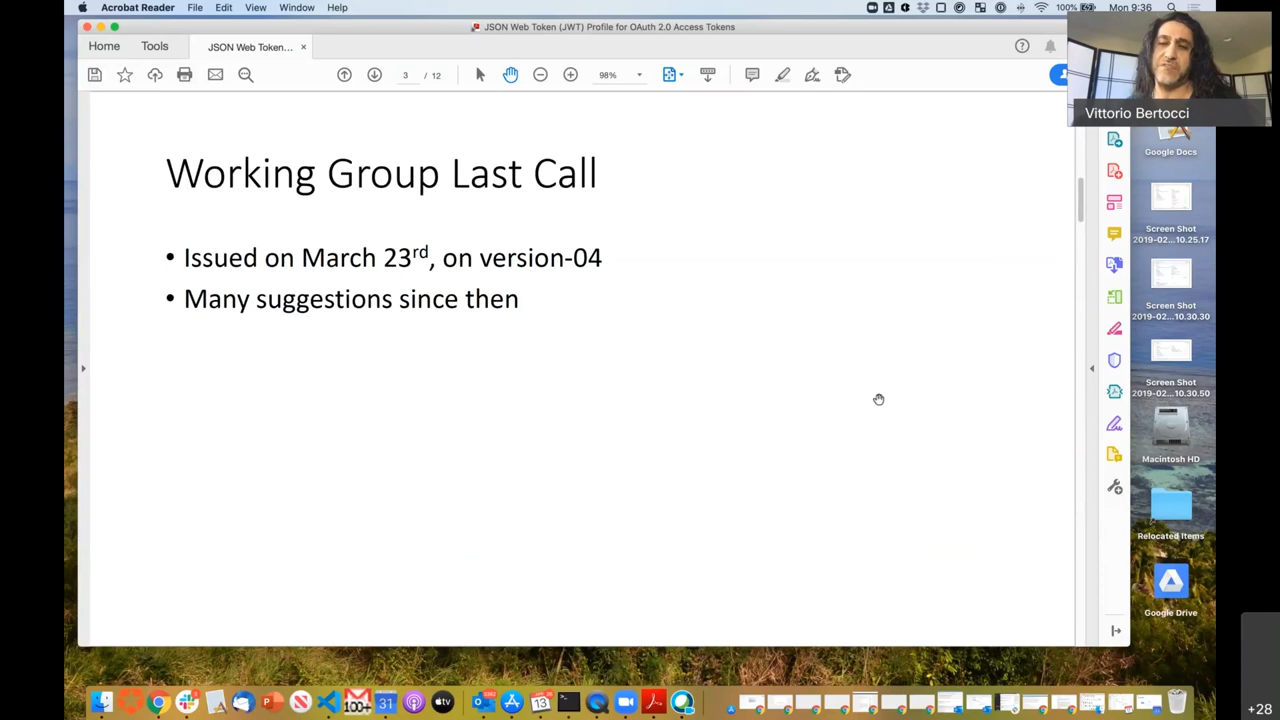 Acrobat Reader File Edit View Window Help 100% Mon 9:36
JSON Web Token (JWT) Profile for OAuth 2.0 Access Tokens
Home Tools JSON Web Token... ×
3 / 12 98%
Vittorio Bertocci
Working Group Last Call
• Issued on March 23rd, on version-04
• Many suggestions since then
Google Docs
Screen Shot
2019-02...10.25.17
Screen Shot
2019-02...10.30.30
Screen Shot
2019-02...10.30.50
Macintosh HD
Relocated Items
Google Drive
100+
31
13
+28